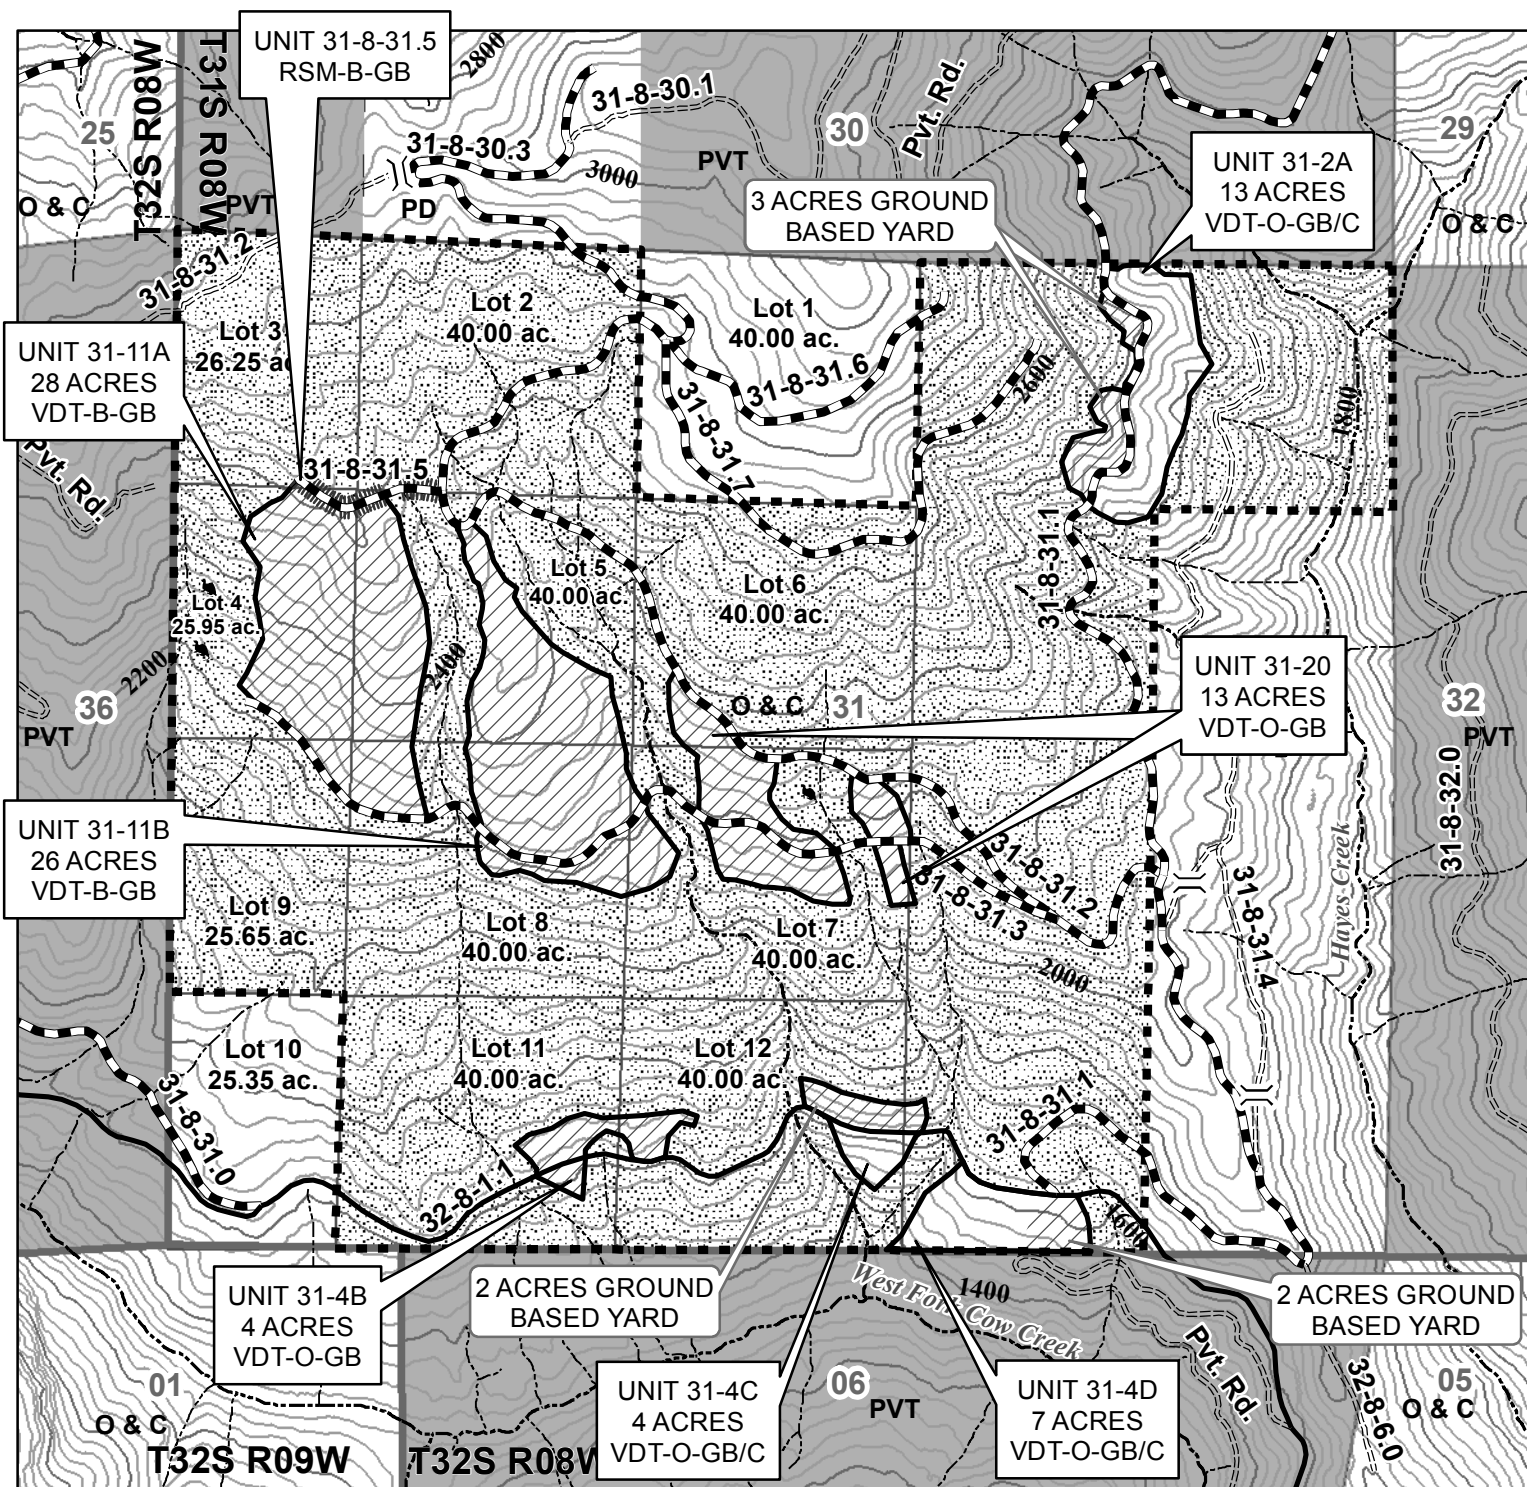 UNIT 31-8-31.5
RSM-B-GB
T32S R08W
T31S R08W
2800
31-8-30.1
25
30
29
Pvt. Rd.
31-8-30.3
3000
PVT
UNIT 31-2A
13 ACRES
VDT-O-GB/C
O & C
PVT
PD
3 ACRES GROUND
BASED YARD
O & C
31-8-31.2
Lot 2
40.00 ac.
Lot 1
40.00 ac.
Lot 3
26.25 ac
UNIT 31-11A
28 ACRES
VDT-B-GB
31-8-31.6
2600
1800
31-8-31.7
Pvt. Rd.
31-8-31.5
31-8-31.1
Lot 5
40.00 ac
Lot 6
40.00 ac.
Lot 4
25.95 ac.
2200
2400
UNIT 31-20
13 ACRES
VDT-O-GB
36
O & C
31
32
PVT
PVT
31-8-32.0
UNIT 31-11B
26 ACRES
VDT-B-GB
Hayes Creek
31-8-31.2
31-8-31.3
31-8-31.4
Lot 9
25.65 ac.
Lot 8
40.00 ac.
Lot 7
40.00 ac.
2000
Lot 10
25.35 ac.
Lot 11
40.00 ac.
Lot 12
40.00 ac.
31-8-31.0
31-8-31.1
32-8-1.1
1600
UNIT 31-4B
4 ACRES
VDT-O-GB
2 ACRES GROUND
BASED YARD
West Fork Cow Creek
1400
2 ACRES GROUND
BASED YARD
Pvt. Rd.
UNIT 31-4C
4 ACRES
VDT-O-GB/C
UNIT 31-4D
7 ACRES
VDT-O-GB/C
01
06
05
O & C
PVT
32-8-6.0
O & C
T32S R09W
T32S R08W